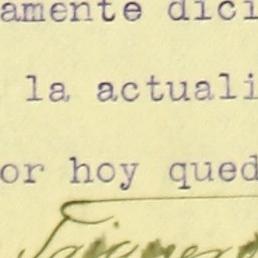 amente dici
la actuali
or hoy qued